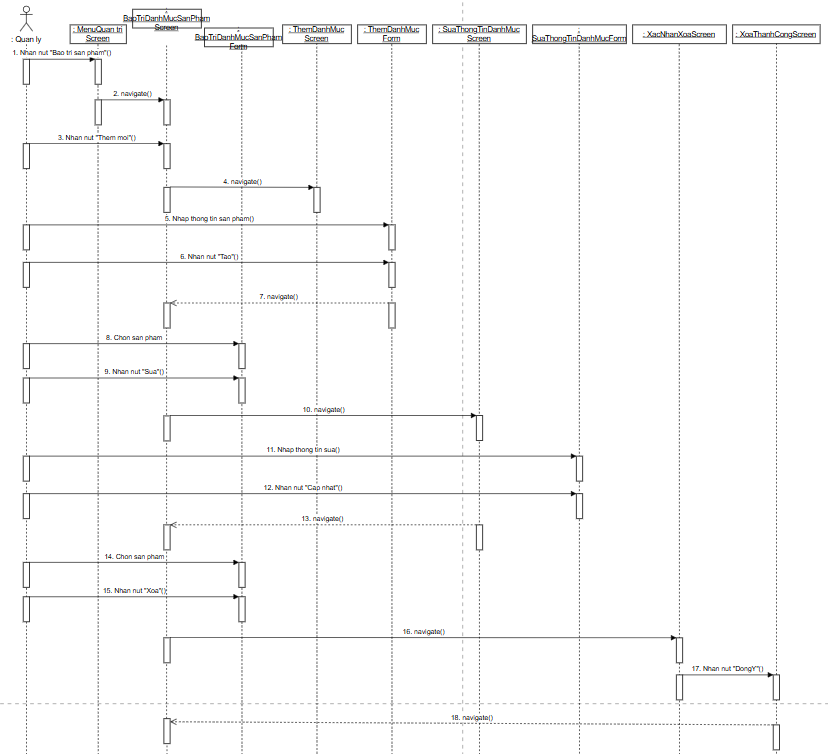 : Quan ly
: MenuQuan tri
Screen
BaoTriDanhMucSanPham
Screen
BaoTriDanhMucSanPham
Form
: ThemDanhMuc
Screen
: ThemDanhMuc
Form
: SuaThongTinDanhMuc
Screen
SuaThongTinDanhMucForm
: XacNhanXoaScreen
: XoaThanhCongScreen
1. Nhan nut "Bao tri san pham"()
2. navigate()
3. Nhan nut "Them moi"()
4. navigate()
5. Nhap thong tin san pham()
6. Nhan nut "Tao"()
7. navigate()
8. Chon san pham
9. Nhan nut "Sua"()
10. navigate()
11. Nhap thong tin sua()
12. Nhan nut "Cap nhat"()
13. navigate()
14. Chon san pham
15. Nhan nut "Xoa"()
16. navigate()
17. Nhan nut "DongY"()
18. navigate()